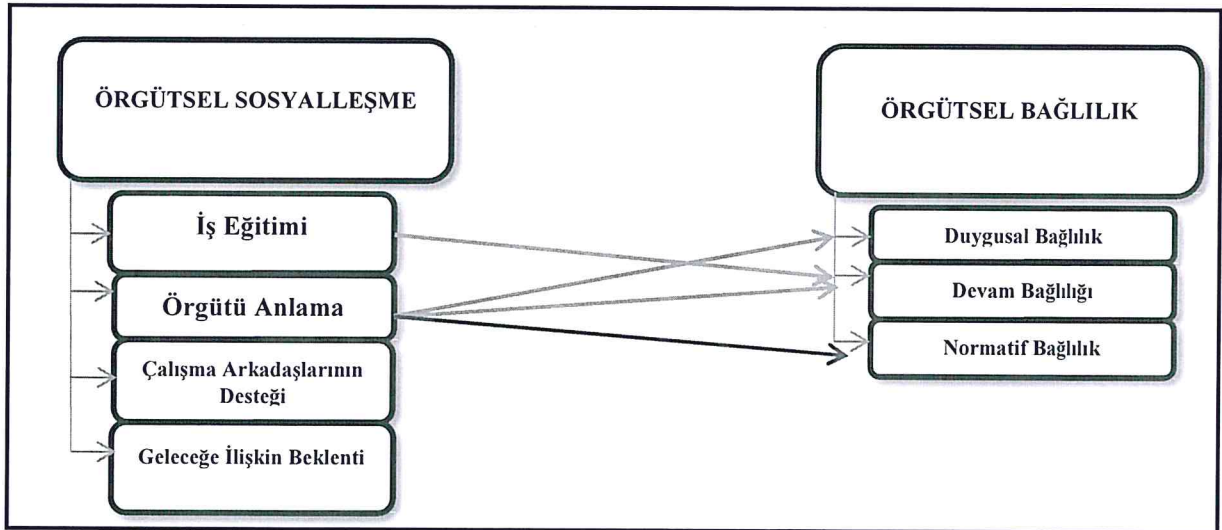 ÖRGÜTSEL SOSYALLEŞME
İş Eğitimi
Örgütü Anlama
Çalışma Arkadaşlarının
Desteği
Geleceğe İlişkin Beklenti
ÖRGÜTSEL BAĞLILIK
Duygusal Bağlılık
Devam Bağlılığı
Normatif Bağlılık